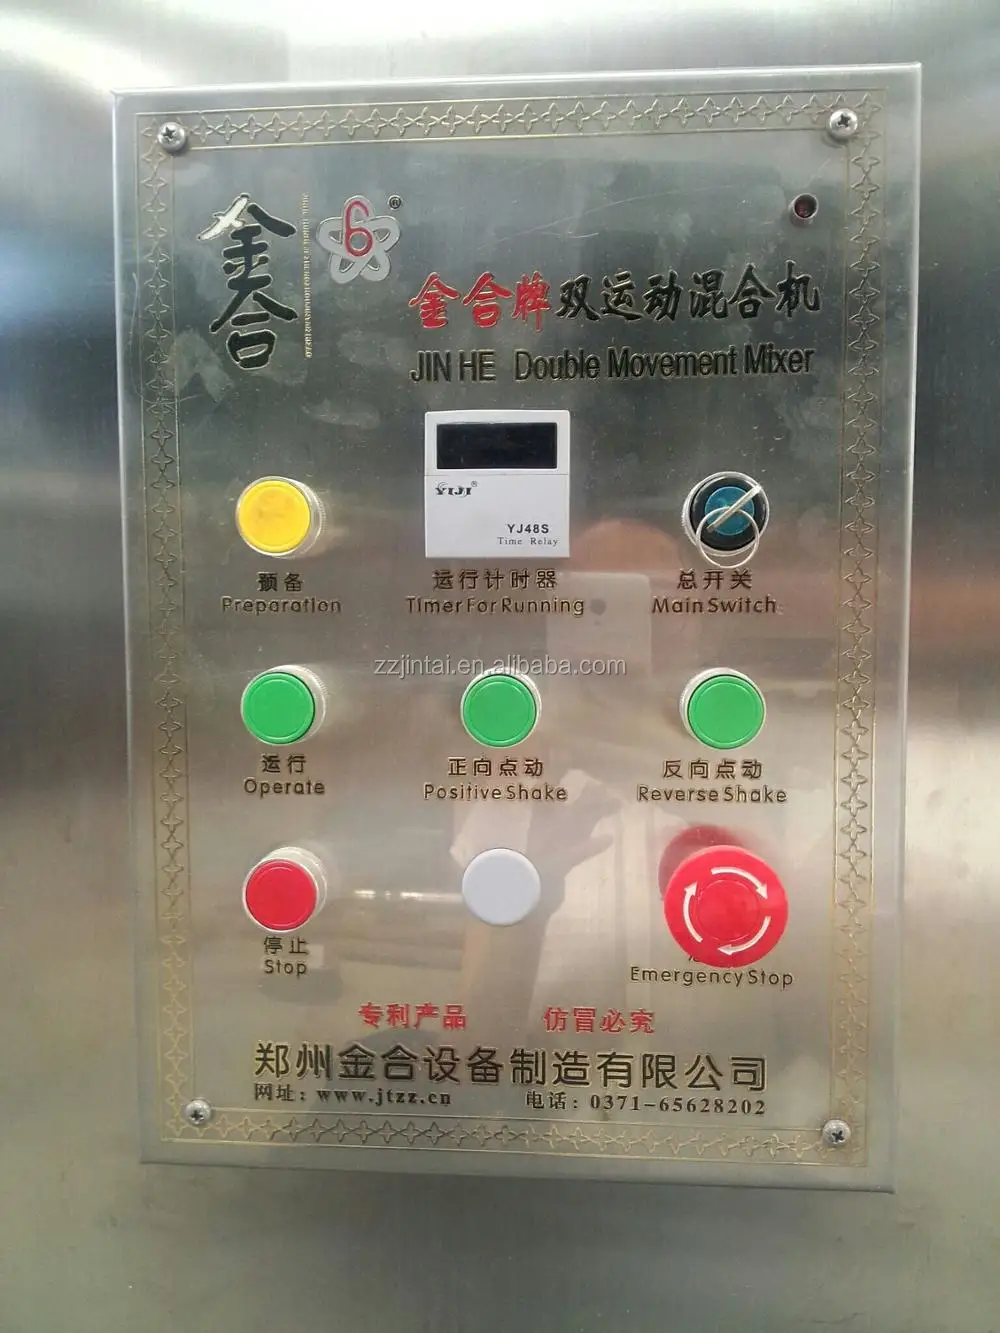 金合
6®
金合牌双运动混合机
JIN HE Double Movement Mixer
YIJI®
YJ48S
Time Relay
预备
Preparation
运行计时器
Timer For Running
总开关
Main Switch
zzjintai.en.alibaba.com
运行
Operate
正向点动
Positive Shake
反向点动
Reverse Shake
停止
Stop
Emergency Stop
专利产品 仿冒必究
郑州金合设备制造有限公司
网址：www.jtzz.cn 电话：0371-65628202